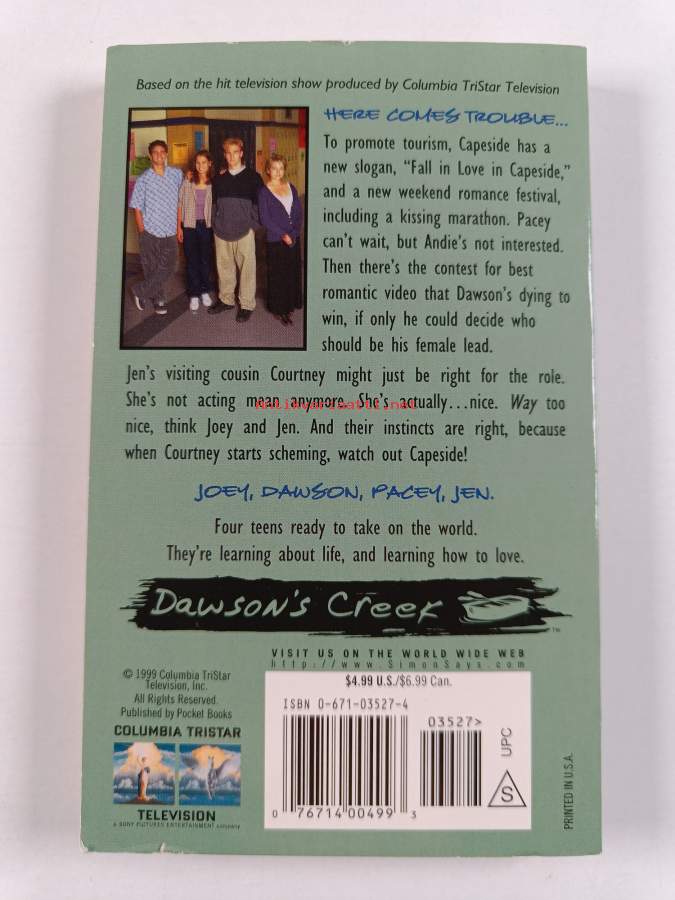 Based on the hit television show produced by Columbia TriStar Television
HERE COMES TROUBLE...
To promote tourism, Capeside has a
new slogan, “Fall in Love in Capeside,”
and a new weekend romance festival,
including a kissing marathon. Pacey
can’t wait, but Andie’s not interested.
Then there’s the contest for best
romantic video that Dawson’s dying to
win, if only he could decide who
should be his female lead.
Jen’s visiting cousin Courtney might just be right for the role.
She’s not acting mean anymore. She’s actually...nice. Way too
antikvariaatti.net
nice, think Joey and Jen. And their instincts are right, because
when Courtney starts scheming, watch out Capeside!
JOEY, DAWSON, PACEY, JEN.
Four teens ready to take on the world.
They’re learning about life, and learning how to love.
Dawson’s Creek ™
VISIT US ON THE WORLD WIDE WEB
http://www.SimonSays.com
© 1999 Columbia TriStar
Television, Inc.
All Rights Reserved.
Published by Pocket Books
COLUMBIA TRISTAR
TELEVISION
A SONY PICTURES ENTERTAINMENT company
$4.99 U.S./$6.99 Can.
ISBN 0-671-03527-4
03527>
0 76714 00499 3
UPC
S
PRINTED IN U.S.A.